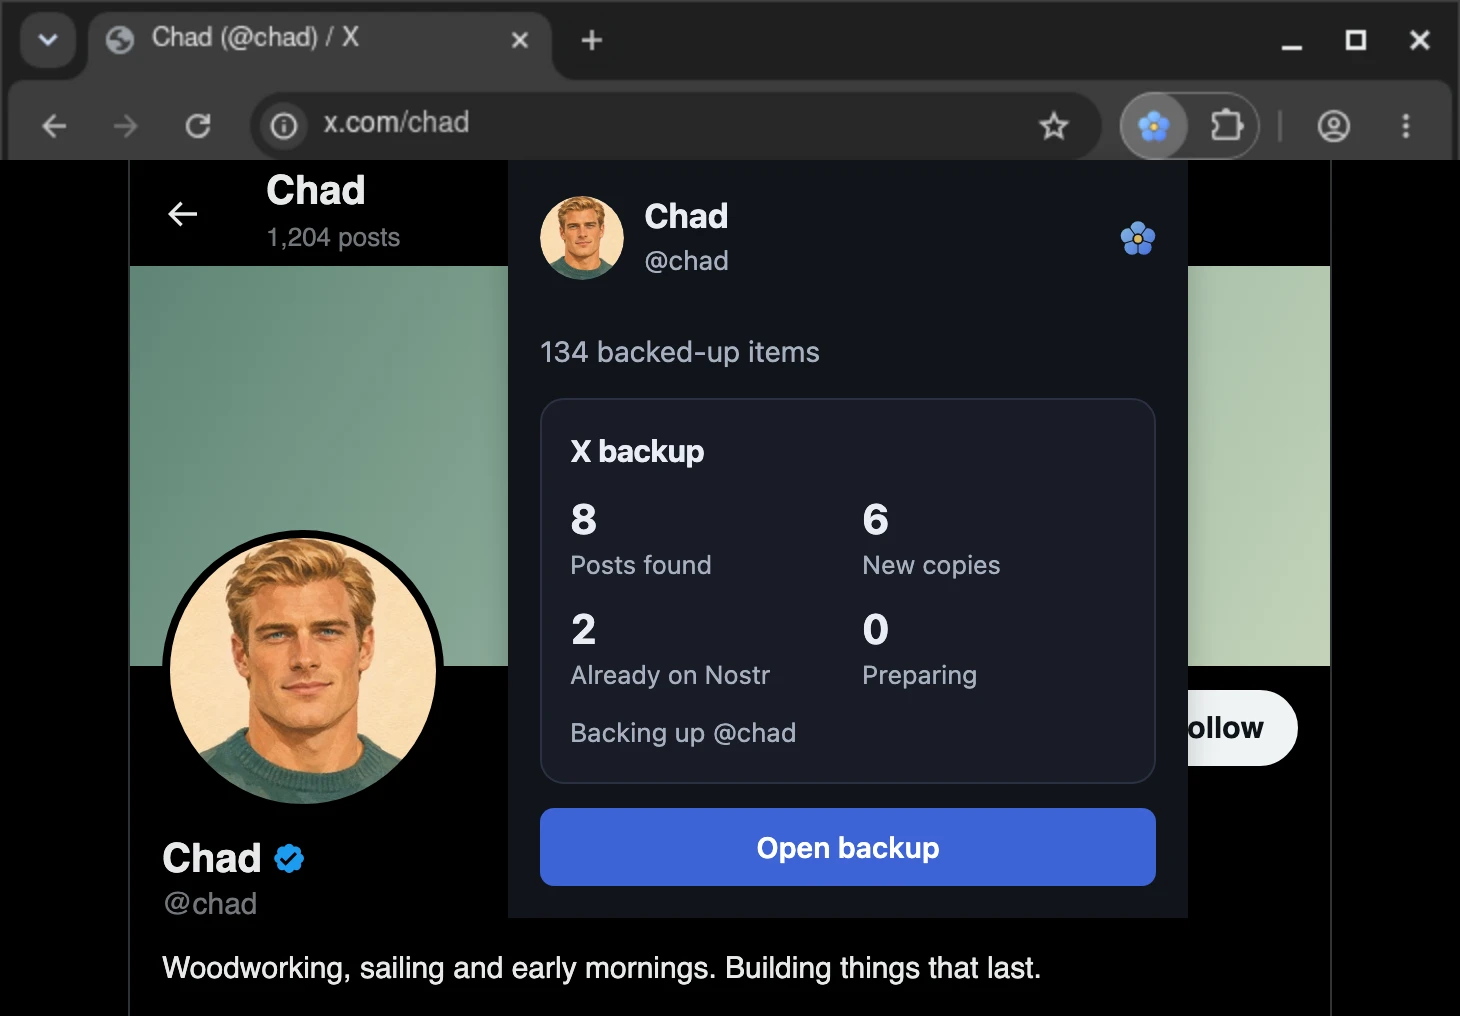 Chad (@chad) / X
x.com/chad
Chad
1,204 posts
Chad
@chad
134 backed-up items
X backup
8
Posts found
6
New copies
2
Already on Nostr
0
Preparing
Backing up @chad
Open backup
ollow
Chad
@chad
Woodworking, sailing and early mornings. Building things that last.